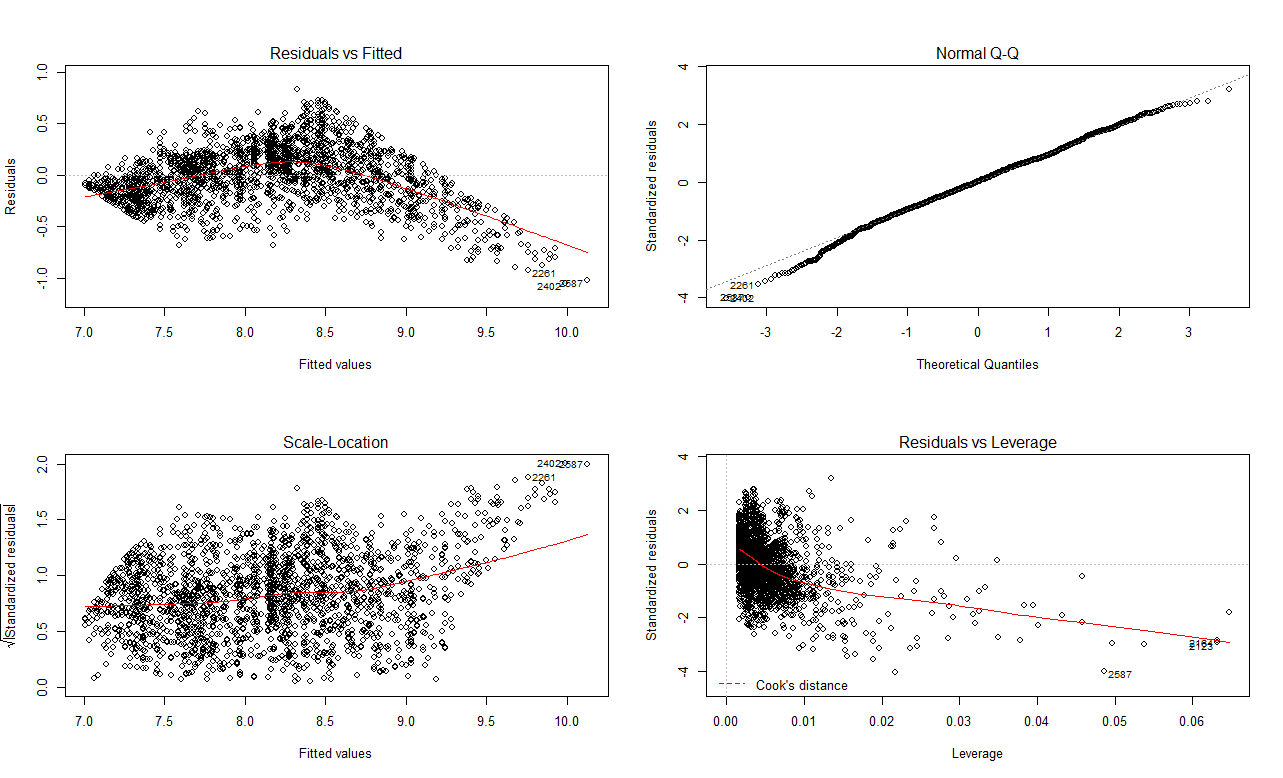 Residuals vs Fitted
Residuals
1.0
0.5
0.0
-0.5
-1.0
2261
2402
2587
7.0 7.5 8.0 8.5 9.0 9.5 10.0
Fitted values
Normal Q-Q
Standardized residuals
4
2
0
-2
-4
2261
2402
-3 -2 -1 0 1 2 3
Theoretical Quantiles
Scale-Location
√|Standardized residuals|
2.0
1.5
1.0
0.5
0.0
2402
2587
2261
7.0 7.5 8.0 8.5 9.0 9.5 10.0
Fitted values
Residuals vs Leverage
Standardized residuals
4
2
0
-2
-4
2123
2587
Cook's distance
0.00 0.01 0.02 0.03 0.04 0.05 0.06
Leverage